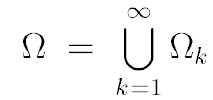 Ω = ⋃_{k=1}^{∞} Ω_k